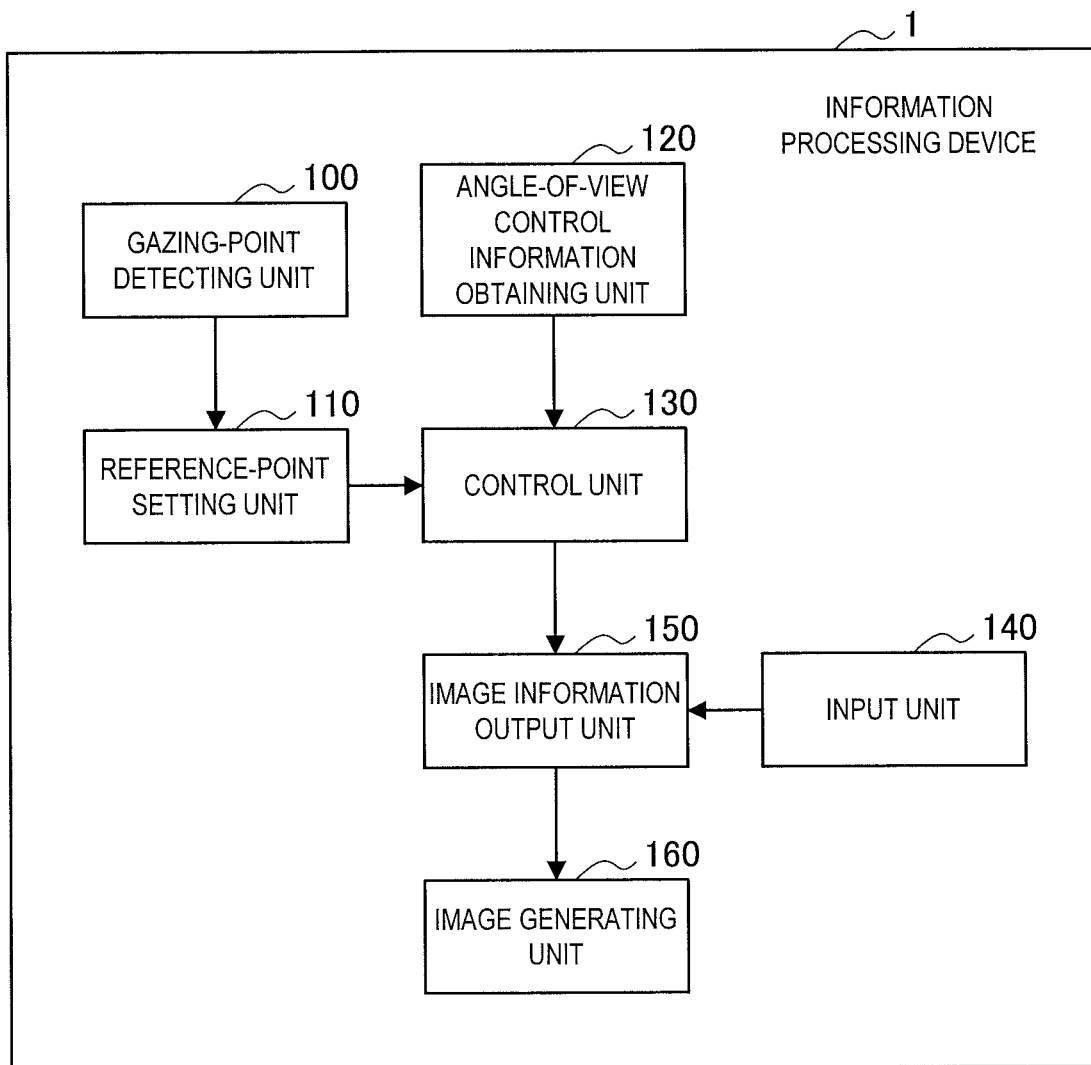 1
INFORMATION
PROCESSING DEVICE
100
GAZING-POINT
DETECTING UNIT
120
ANGLE-OF-VIEW
CONTROL
INFORMATION
OBTAINING UNIT
110
REFERENCE-POINT
SETTING UNIT
130
CONTROL UNIT
150
IMAGE INFORMATION
OUTPUT UNIT
140
INPUT UNIT
160
IMAGE GENERATING
UNIT